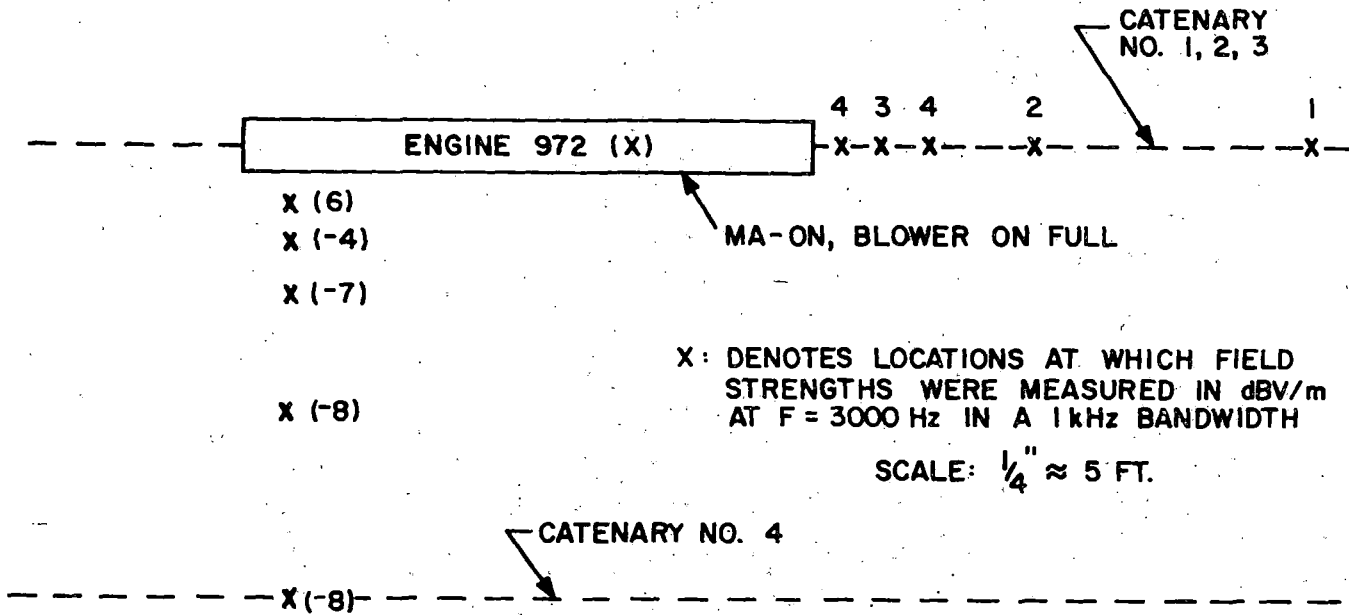 CATENARY
NO. 1, 2, 3
4 3 4 2 1
X X X X X
ENGINE 972 (X)
X (6)
X (-4)
MA-ON, BLOWER ON FULL
X (-7)
X: DENOTES LOCATIONS AT WHICH FIELD
STRENGTHS WERE MEASURED IN dBV/m
X (-8)
AT F = 3000 Hz IN A 1 kHz BANDWIDTH
SCALE: 1/4" ≈ 5 FT.
CATENARY NO. 4
X (-8)